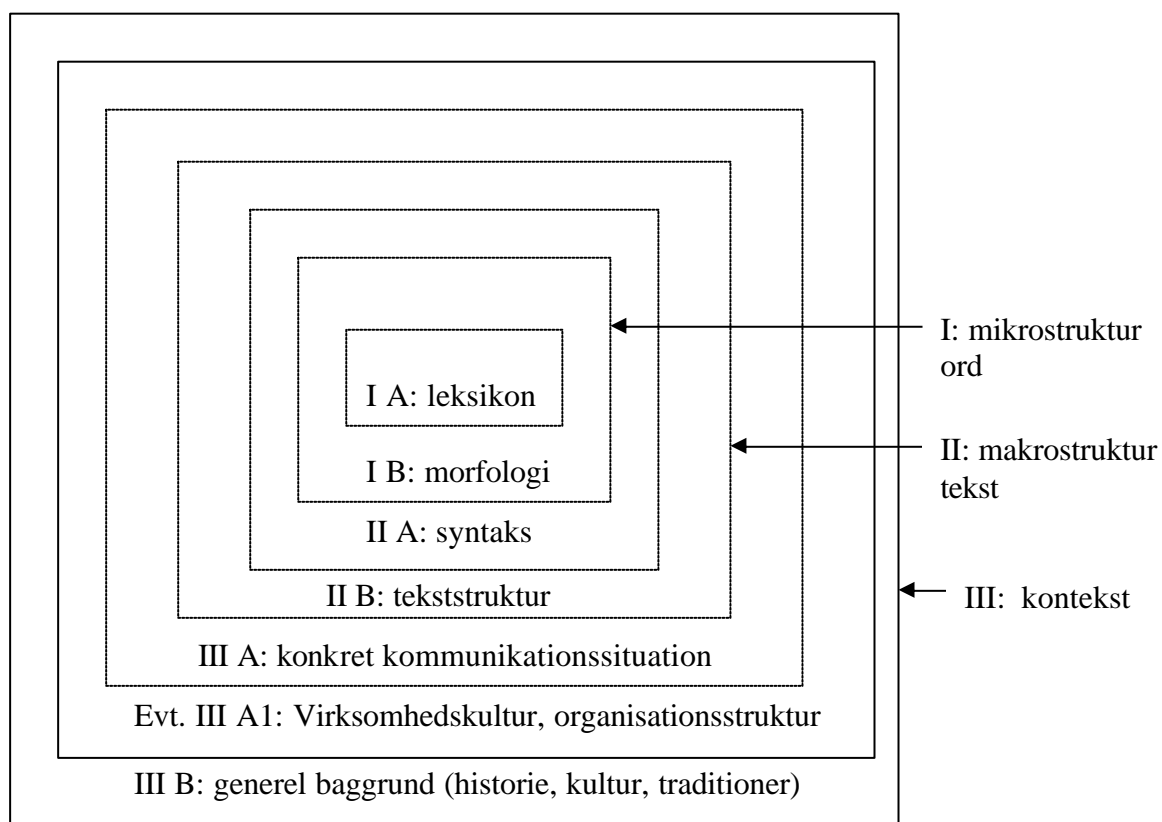 I: mikrostruktur
ord
I A: leksikon
II: makrostruktur
tekst
I B: morfologi
II A: syntaks
II B: tekststruktur
III: kontekst
III A: konkret kommunikationssituation
Evt. III A1: Virksomhedskultur, organisationsstruktur
III B: generel baggrund (historie, kultur, traditioner)